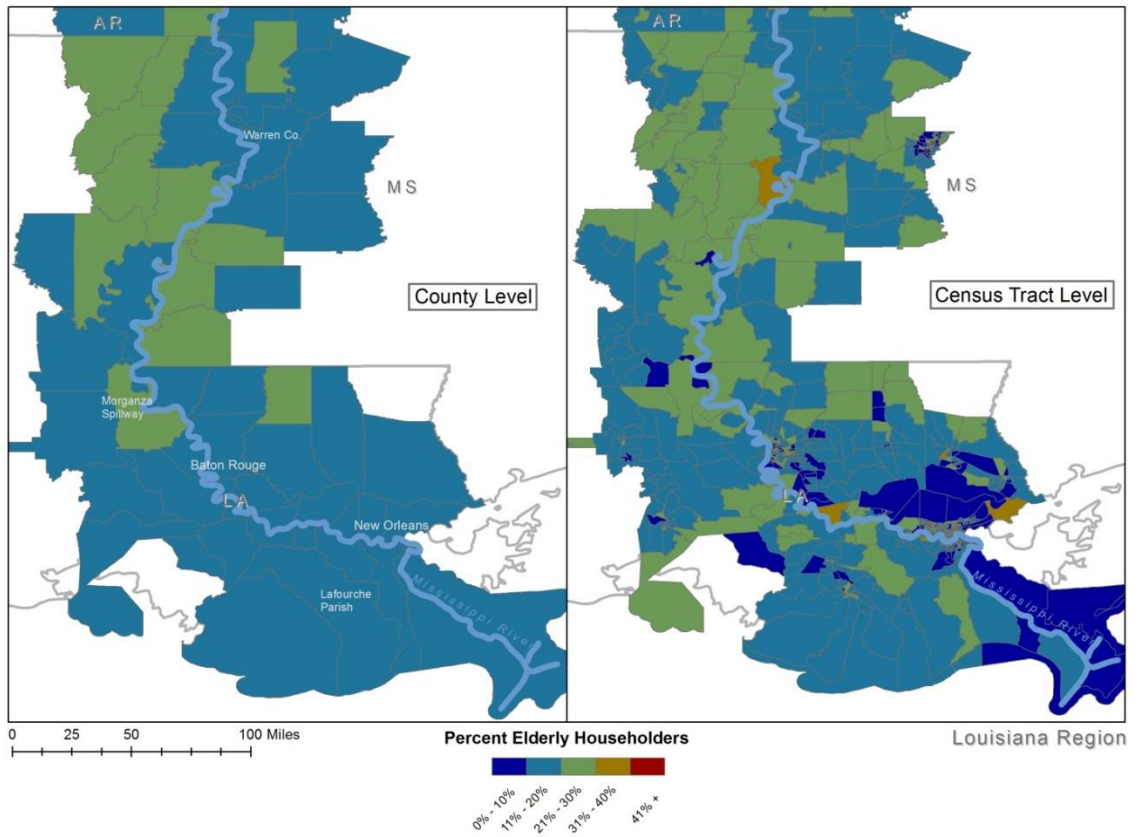 AR
Warren Co.
MS
County Level
Morganza
Spillway
Baton Rouge
LA
New Orleans
Lafourche
Parish
Mississippi River
AR
MS
Census Tract Level
LA
Mississippi River
0 25 50 100 Miles
Percent Elderly Householders
Louisiana Region
0% - 10%
11% - 20%
21% - 30%
31% - 40%
41% +